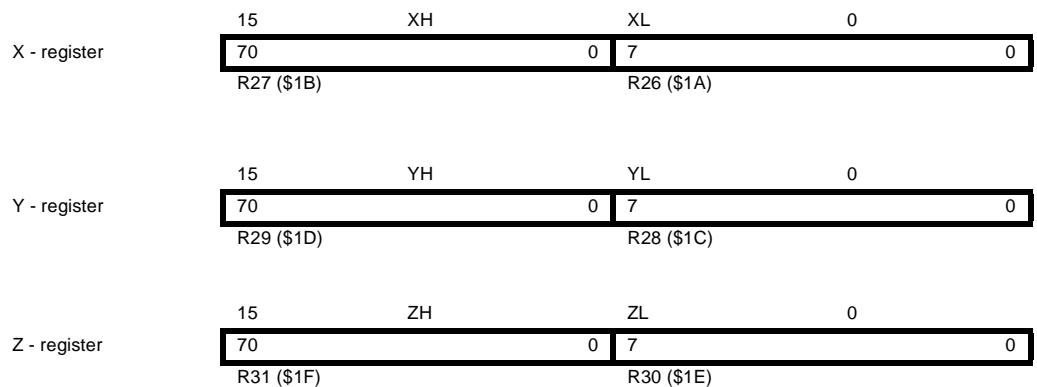 15 XH XL 0
X - register 70 0 7 0
R27 ($1B) R26 ($1A)
15 YH YL 0
Y - register 70 0 7 0
R29 ($1D) R28 ($1C)
15 ZH ZL 0
Z - register 70 0 7 0
R31 ($1F) R30 ($1E)